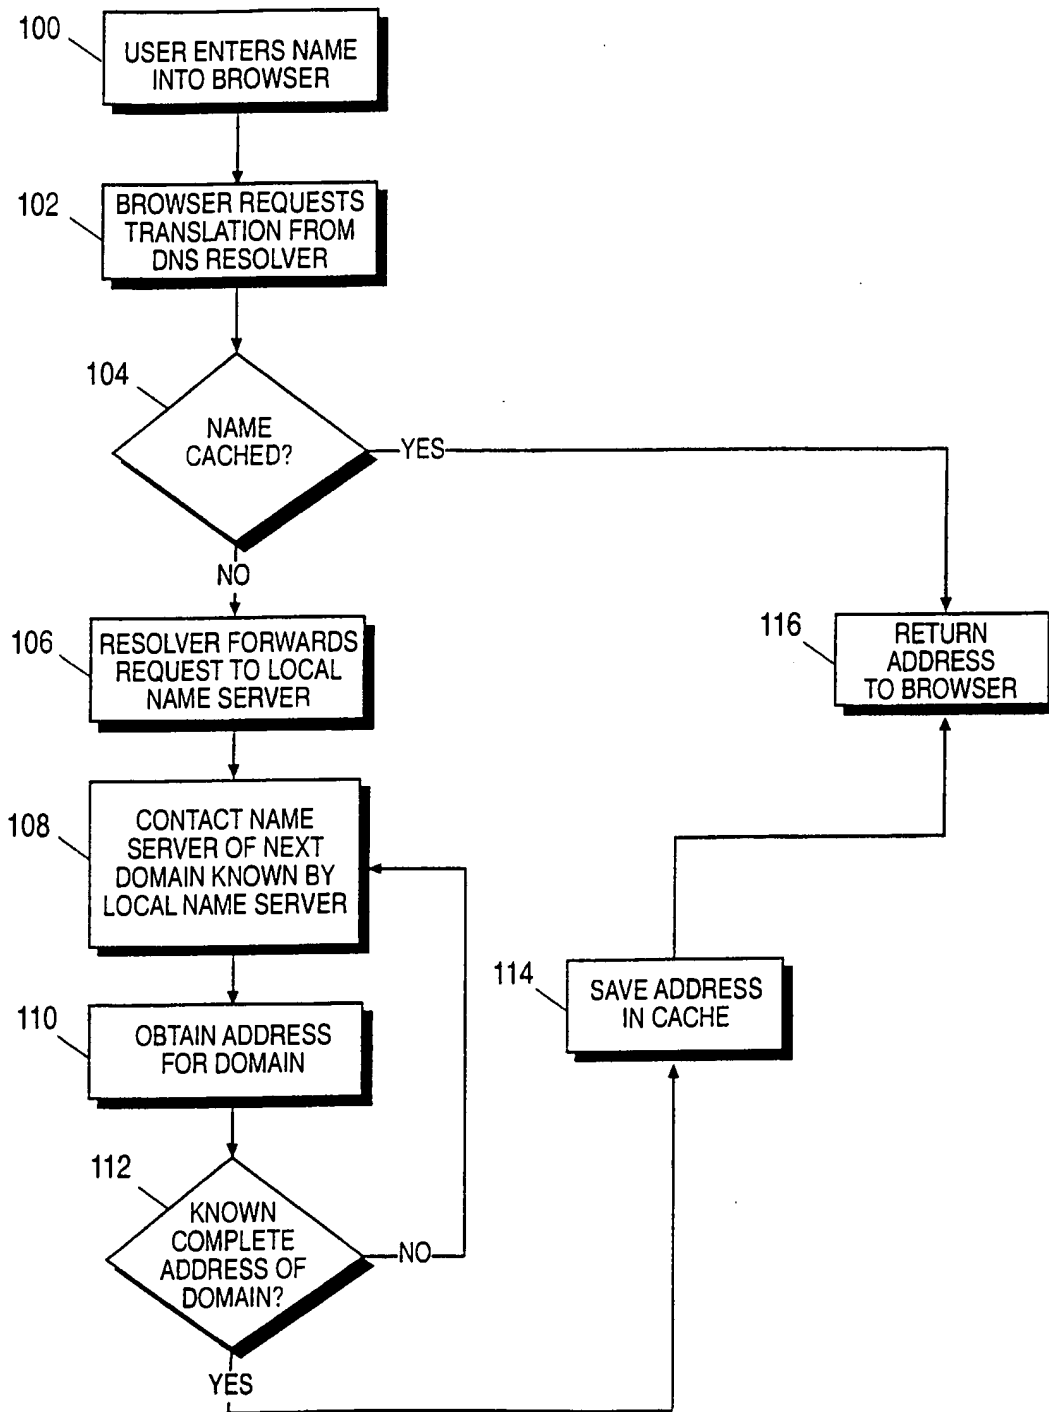 100
USER ENTERS NAME
INTO BROWSER
102
BROWSER REQUESTS
TRANSLATION FROM
DNS RESOLVER
104
NAME
CACHED?
YES
NO
106
RESOLVER FORWARDS
REQUEST TO LOCAL
NAME SERVER
116
RETURN
ADDRESS
TO BROWSER
108
CONTACT NAME
SERVER OF NEXT
DOMAIN KNOWN BY
LOCAL NAME SERVER
114
SAVE ADDRESS
IN CACHE
110
OBTAIN ADDRESS
FOR DOMAIN
112
KNOWN
COMPLETE
ADDRESS OF
DOMAIN?
NO
YES